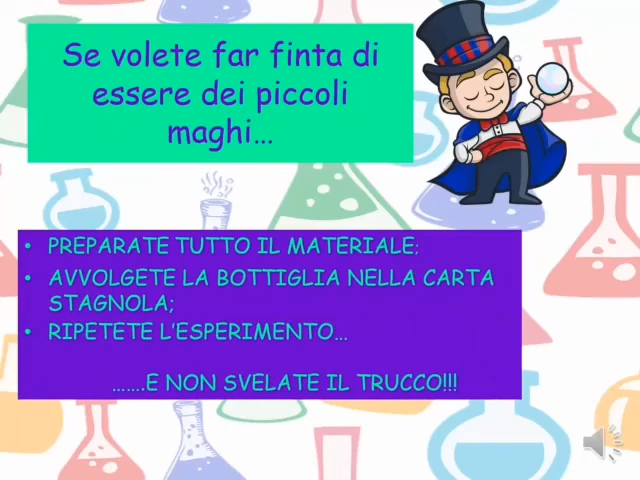 Se volete far finta di
essere dei piccoli
maghi...
• PREPARATE TUTTO IL MATERIALE;
• AVVOLGETE LA BOTTIGLIA NELLA CARTA
STAGNOLA;
• RIPETETE L'ESPERIMENTO...
.......E NON SVELATE IL TRUCCO!!!